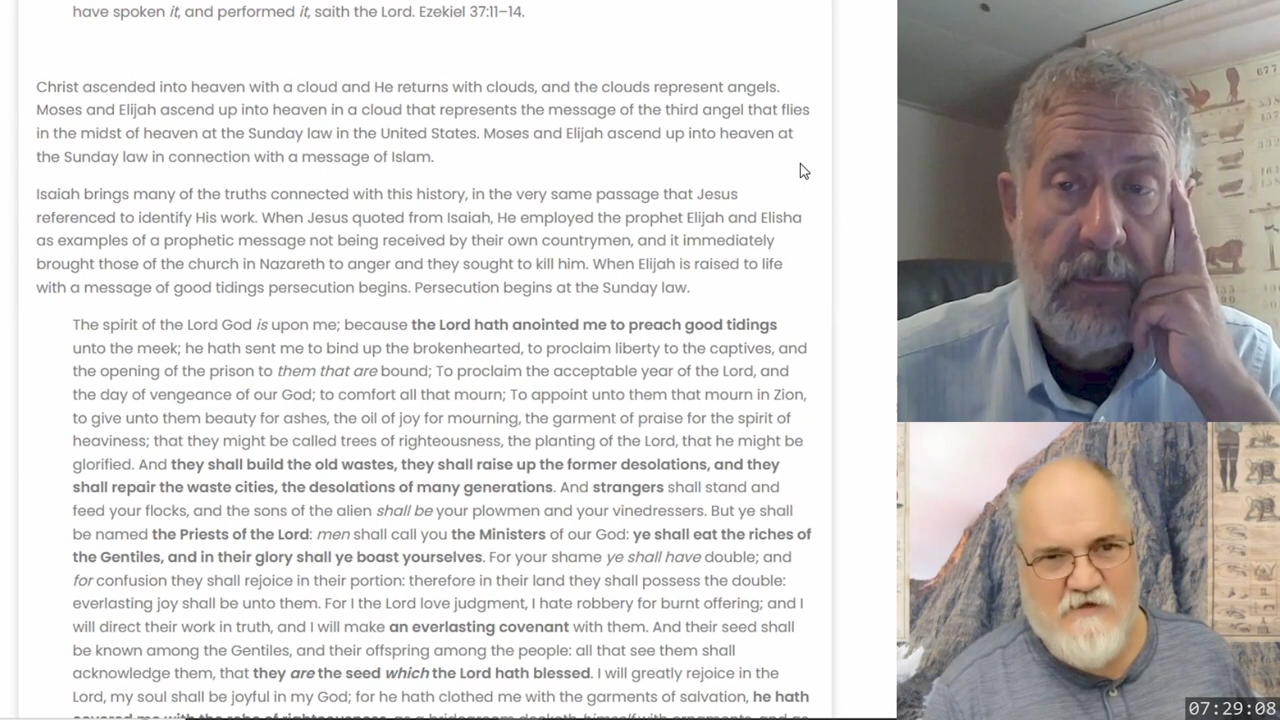 have spoken it, and performed it, saith the Lord. Ezekiel 37:11–14.
Christ ascended into heaven with a cloud and He returns with clouds, and the clouds represent angels.
Moses and Elijah ascend up into heaven in a cloud that represents the message of the third angel that flies
in the midst of heaven at the Sunday law in the United States. Moses and Elijah ascend up into heaven at
the Sunday law in connection with a message of Islam.
Isaiah brings many of the truths connected with this history, in the very same passage that Jesus
referenced to identify His work. When Jesus quoted from Isaiah, He employed the prophet Elijah and Elisha
as examples of a prophetic message not being received by their own countrymen, and it immediately
brought those of the church in Nazareth to anger and they sought to kill him. When Elijah is raised to life
with a message of good tidings persecution begins. Persecution begins at the Sunday law.
The spirit of the Lord God is upon me; because the Lord hath anointed me to preach good tidings
unto the meek; he hath sent me to bind up the brokenhearted, to proclaim liberty to the captives, and
the opening of the prison to them that are bound; To proclaim the acceptable year of the Lord, and
the day of vengeance of our God; to comfort all that mourn; To appoint unto them that mourn in Zion,
to give unto them beauty for ashes, the oil of joy for mourning, the garment of praise for the spirit of
heaviness; that they might be called trees of righteousness, the planting of the Lord, that he might be
glorified. And they shall build the old wastes, they shall raise up the former desolations, and they
shall repair the waste cities, the desolations of many generations. And strangers shall stand and
feed your flocks, and the sons of the alien shall be your plowmen and your vinedressers. But ye shall
be named the Priests of the Lord: men shall call you the Ministers of our God: ye shall eat the riches of
the Gentiles, and in their glory shall ye boast yourselves. For your shame ye shall have double; and
for confusion they shall rejoice in their portion: therefore in their land they shall possess the double:
everlasting joy shall be unto them. For I the Lord love judgment, I hate robbery for burnt offering; and I
will direct their work in truth, and I will make an everlasting covenant with them. And their seed shall
be known among the Gentiles, and their offspring among the people: all that see them shall
acknowledge them, that they are the seed which the Lord hath blessed. I will greatly rejoice in the
Lord, my soul shall be joyful in my God; for he hath clothed me with the garments of salvation, he hath
677
07:29:08